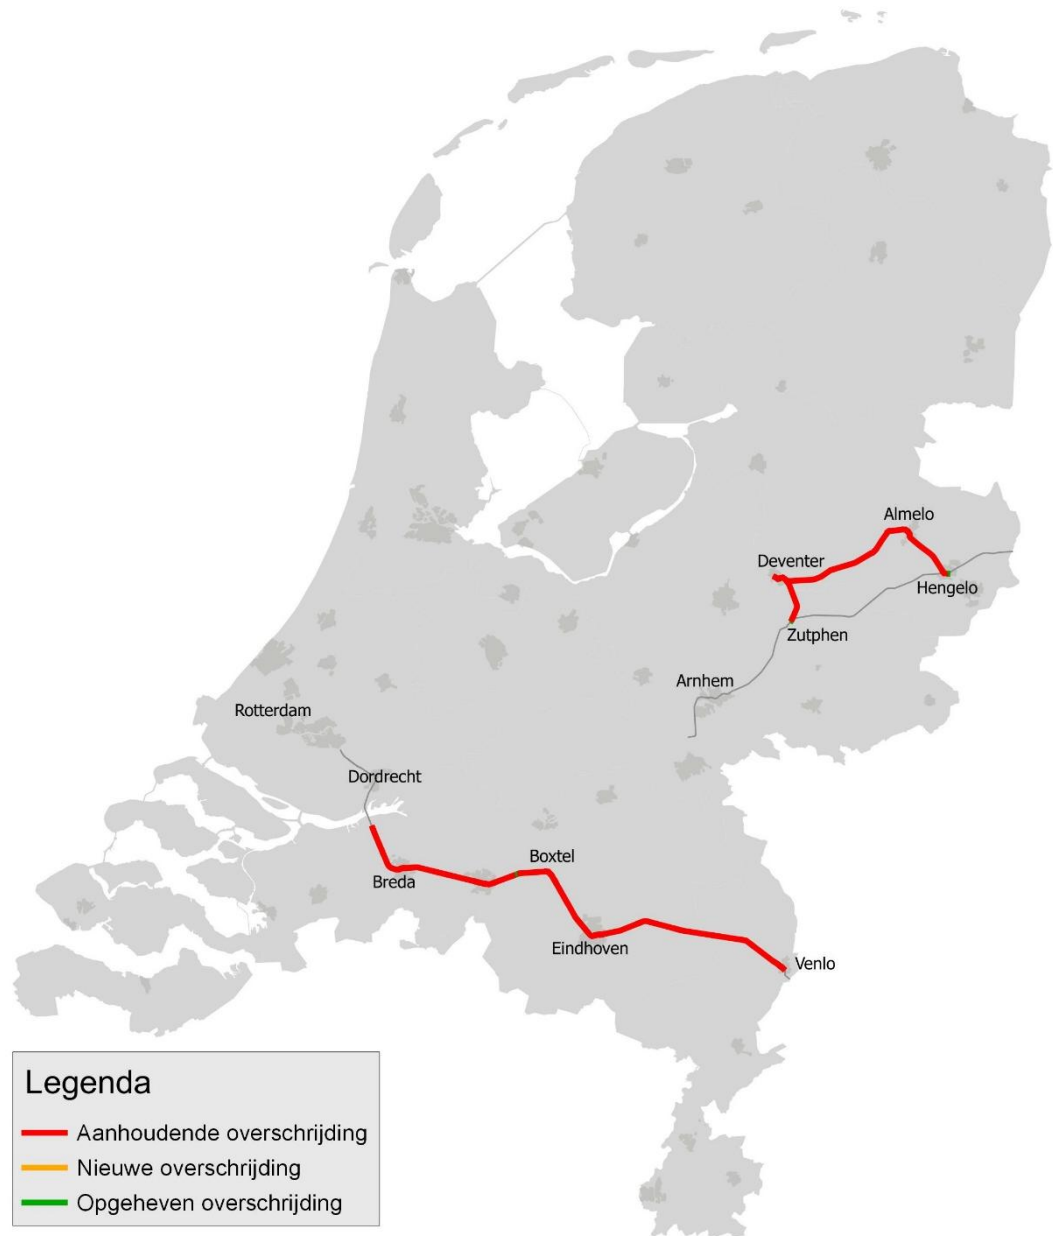 Almelo
Deventer
Hengelo
Zutphen
Arnhem
Rotterdam
Dordrecht
Boxtel
Breda
Eindhoven
Venlo
Legenda
Aanhoudende overschrijding
Nieuwe overschrijding
Opgeheven overschrijding